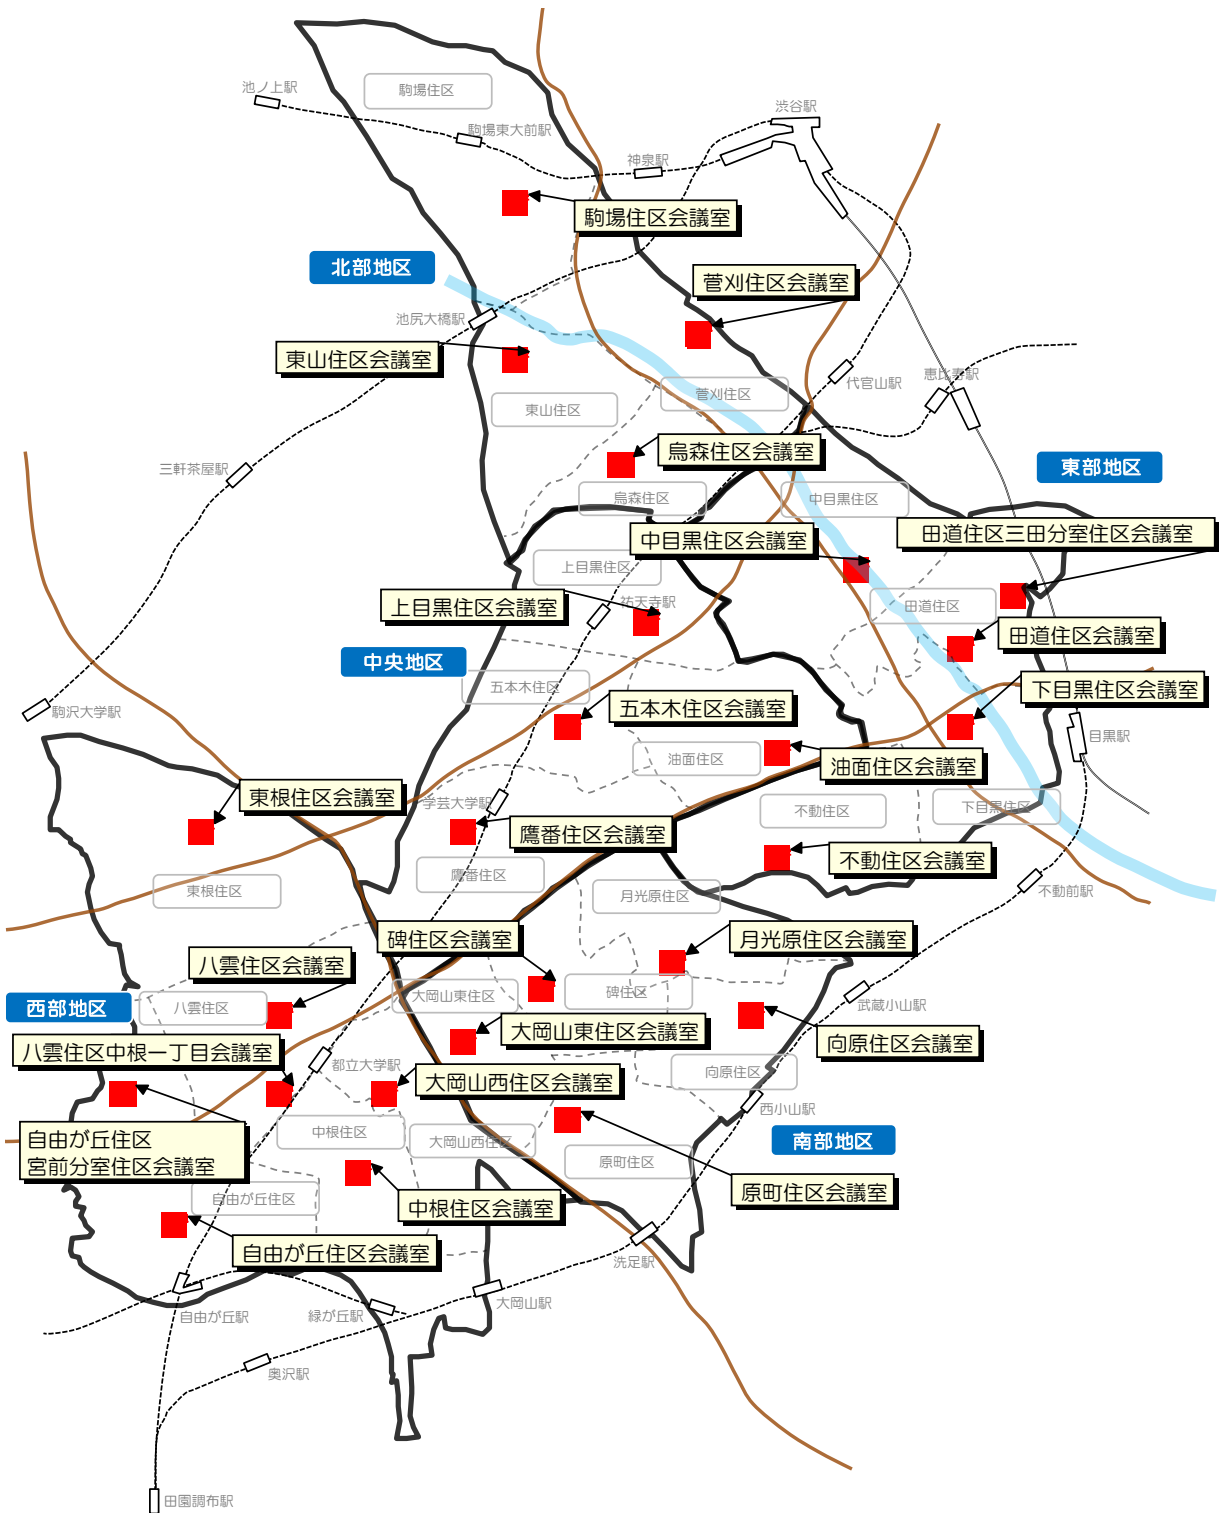 駒場住区
池ノ上駅
渋谷駅
駒場東大前駅
神泉駅
駒場住区会議室
北部地区
菅刈住区会議室
池尻大橋駅
東山住区会議室
代官山駅
恵比寿駅
菅刈住区
東山住区
烏森住区会議室
三軒茶屋駅
東部地区
烏森住区
中目黒住区
田道住区三田分室住区会議室
中目黒住区会議室
上目黒住区
上目黒住区会議室
祐天寺駅
田道住区
田道住区会議室
中央地区
五本木住区
下目黒住区会議室
五本木住区会議室
駒沢大学駅
目黒駅
油面住区
油面住区会議室
東根住区会議室
学芸大学駅
不動住区
下目黒住区
鷹番住区会議室
不動住区会議室
鷹番住区
東根住区
月光原住区
不動前駅
碑住区会議室
月光原住区会議室
八雲住区会議室
大岡山東住区
碑住区
西部地区
八雲住区
武蔵小山駅
大岡山東住区会議室
向原住区会議室
八雲住区中根一丁目会議室
都立大学駅
大岡山西住区会議室
向原住区
西小山駅
自由が丘住区
宮前分室住区会議室
中根住区
大岡山西住区
南部地区
原町住区
原町住区会議室
自由が丘住区
中根住区会議室
自由が丘住区会議室
洗足駅
自由が丘駅
緑が丘駅
大岡山駅
奥沢駅
田園調布駅